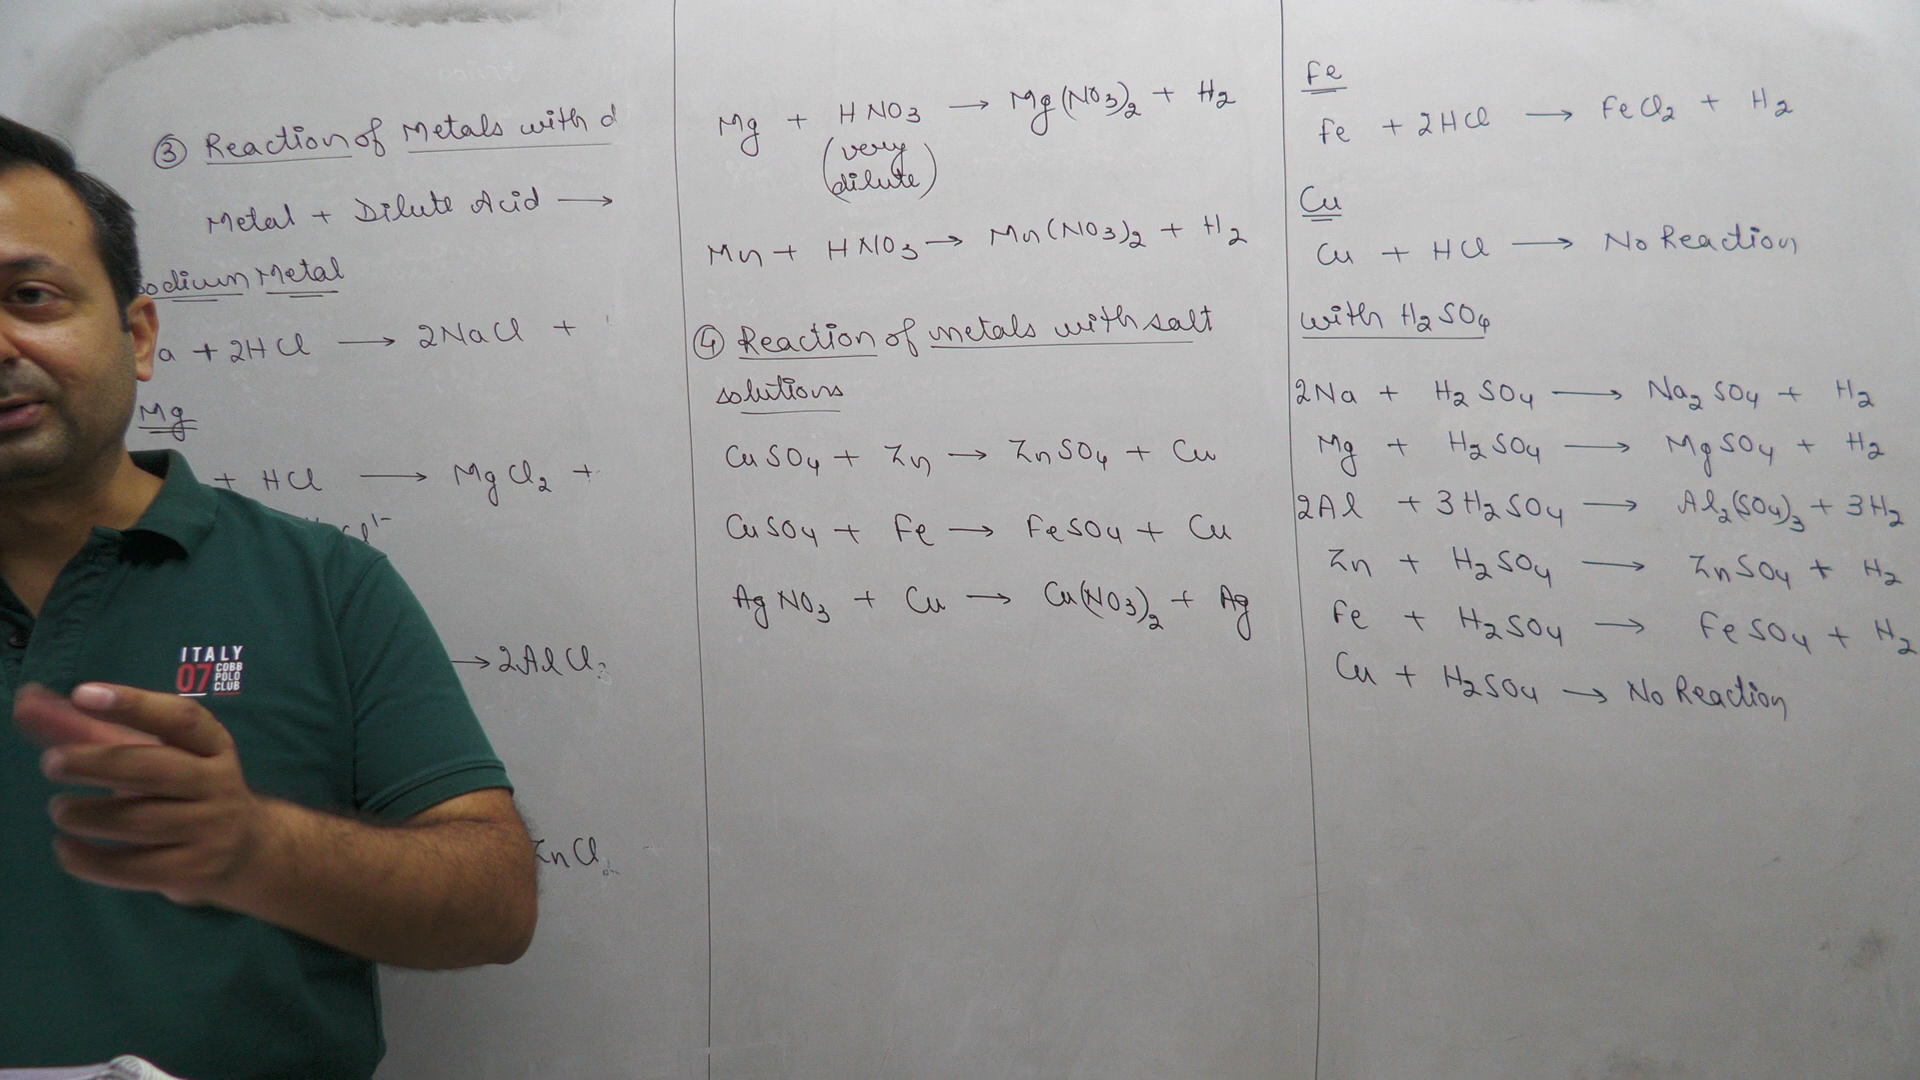 ③ Reaction of Metals with d
Metal + Dilute Acid →
Sodium Metal
a + 2HCl → 2NaCl +
Mg
+ HCl → MgCl2 +
→ 2AlCl3
ZnCl
ITALY
07 COBB
POLO
CLUB
Mg + HNO3 → Mg(NO3)2 + H2
(very
dilute)
Mn + HNO3 → Mn(NO3)2 + H2
④ Reaction of metals with salt
solutions
CuSO4 + Zn → ZnSO4 + Cu
CuSO4 + Fe → FeSO4 + Cu
AgNO3 + Cu → Cu(NO3)2 + Ag
Fe
Fe + 2HCl → FeCl2 + H2
Cu
Cu + HCl → No Reaction
with H2SO4
2Na + H2SO4 → Na2SO4 + H2
Mg + H2SO4 → MgSO4 + H2
2Al + 3H2SO4 → Al2(SO4)3 + 3H2
Zn + H2SO4 → ZnSO4 + H2
Fe + H2SO4 → FeSO4 + H2
Cu + H2SO4 → No Reaction